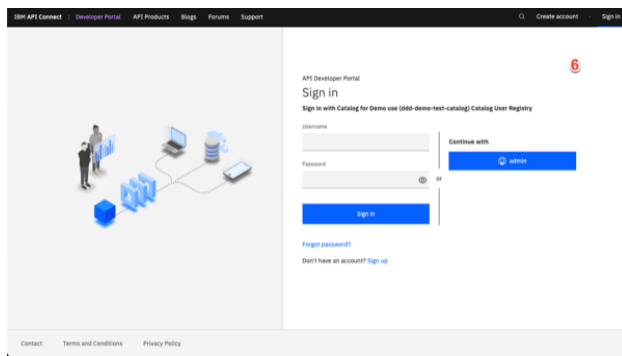 IBM API Connect | Developer Portal API Products Blogs Forums Support Create account Sign in
6
API Developer Portal
Sign in
Sign in with Catalog for Demo use (ddd-demo-test-catalog) Catalog User Registry
Username
Continue with
admin
Password
or
Sign in
Forgot password?
Don't have an account? Sign up
Contact Terms and Conditions Privacy Policy